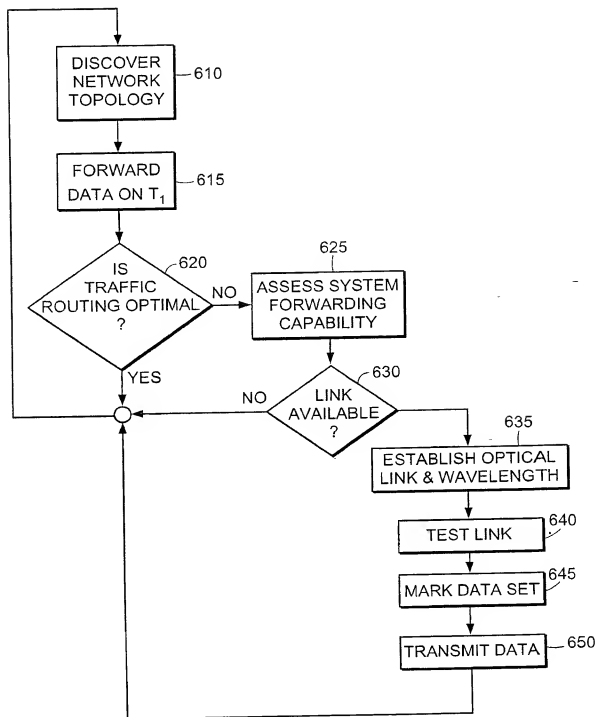 DISCOVER
NETWORK
TOPOLOGY
610
FORWARD
DATA ON T1
615
IS
TRAFFIC
ROUTING OPTIMAL
?
620
NO
YES
625
ASSESS SYSTEM
FORWARDING
CAPABILITY
630
LINK
AVAILABLE
?
NO
635
ESTABLISH OPTICAL
LINK & WAVELENGTH
640
TEST LINK
645
MARK DATA SET
650
TRANSMIT DATA